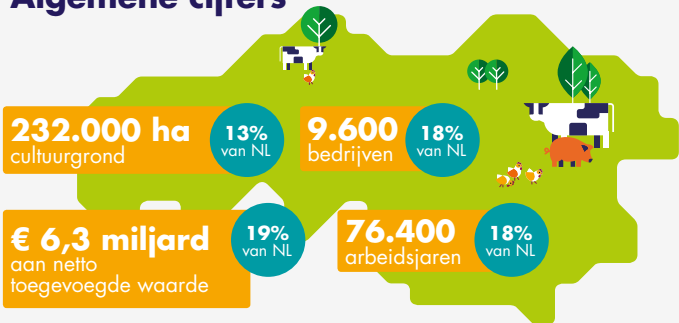 Algemene cijfers
232.000 ha
cultuurgrond
13%
van NL
9.600
bedrijven
18%
van NL
€ 6,3 miljard
aan netto
toegevoegde waarde
19%
van NL
76.400
arbeidsjaren
18%
van NL